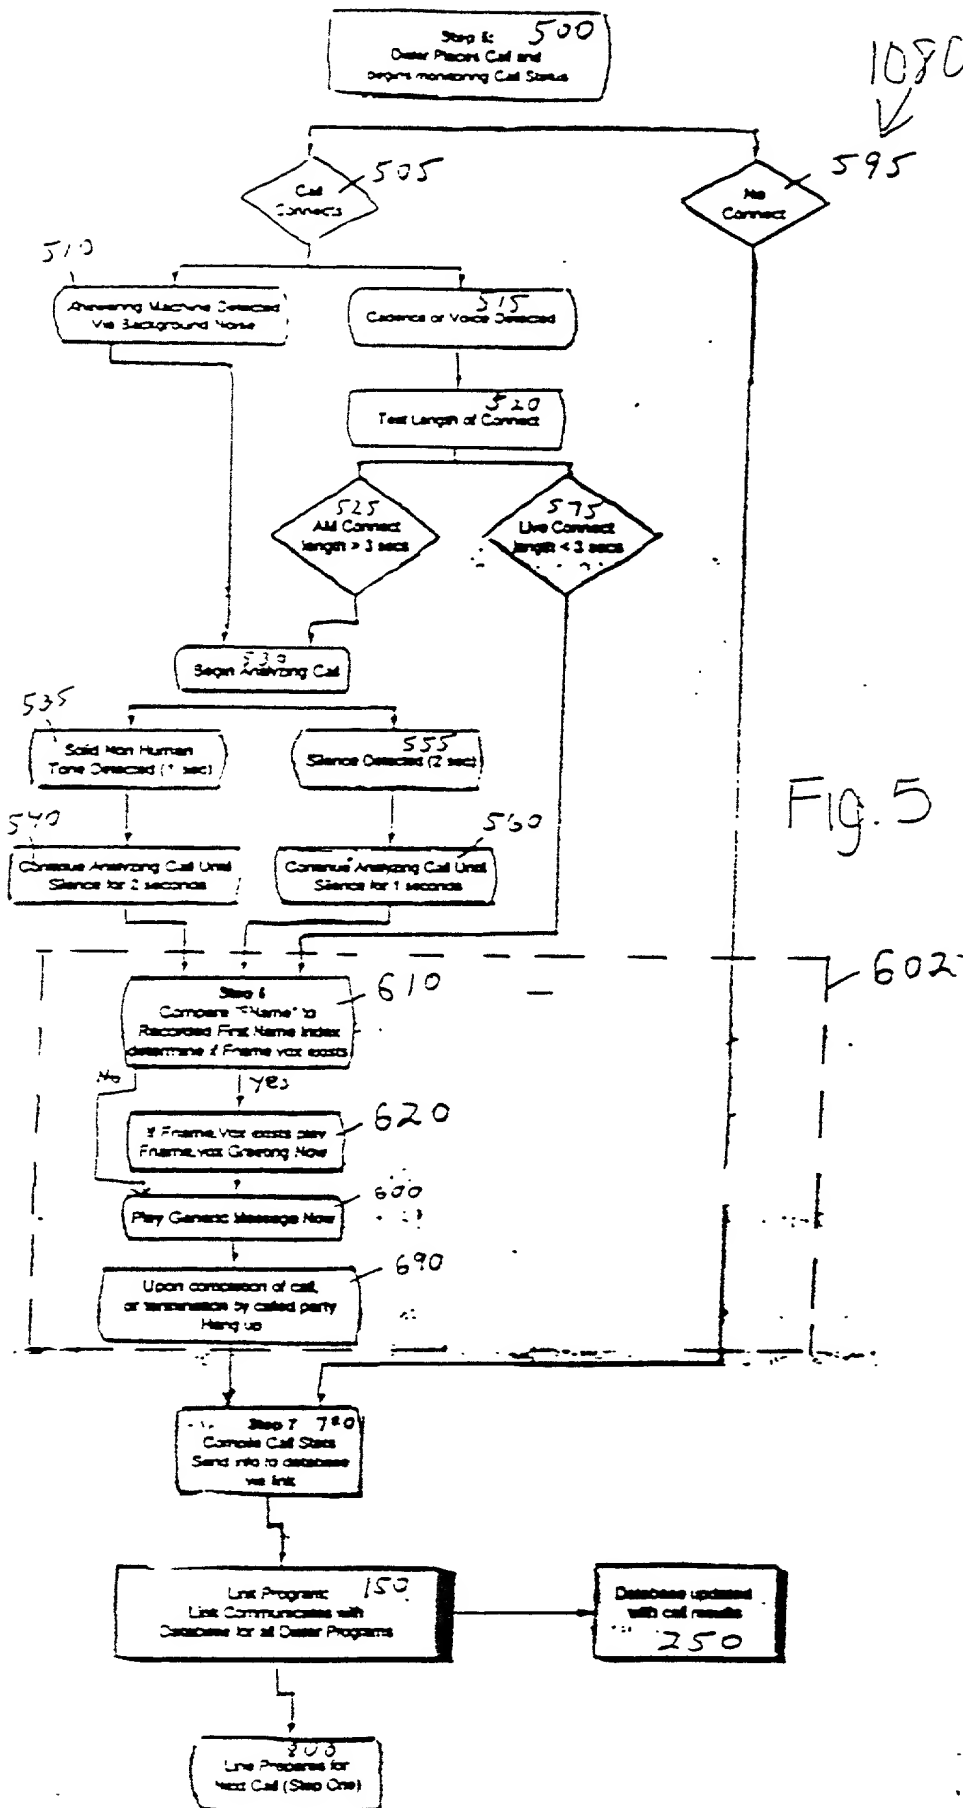 Step 5: 500
Dialer Places Call and
begins monitoring Call Status
1080
505
Call
Connects
595
No
Connect
510
Answering Machine Detected
Via Background Noise
515
Cadence or Voice Detected
520
Test Length of Connect
525
AM Connect
length > 3 secs
575
Live Connect
length < 3 secs
530
Begin Analyzing Call
535
Solid Non Human
Tone Detected (1 sec)
555
Silence Detected (2 sec)
Fig. 5
540
Continue Analyzing Call Until
Silence for 2 seconds
560
Continue Analyzing Call Until
Silence for 1 seconds
602
Step 6
610
Compare "FName" to
Recorded First Name Index
determine if Fname.vox exists
No
yes
620
If Fname.Vox exists play
Fname.vox Greeting Now
600
Play Generic Message Now
690
Upon completion of call,
or termination by called party
Hang up
Step 7 780
Compile Call Stats
Send info to database
via link
Link Program: 150
Link Communicates with
Database for all Dialer Programs
Database updated
with call results
250
800
Line Prepares for
Next Call (Step One)